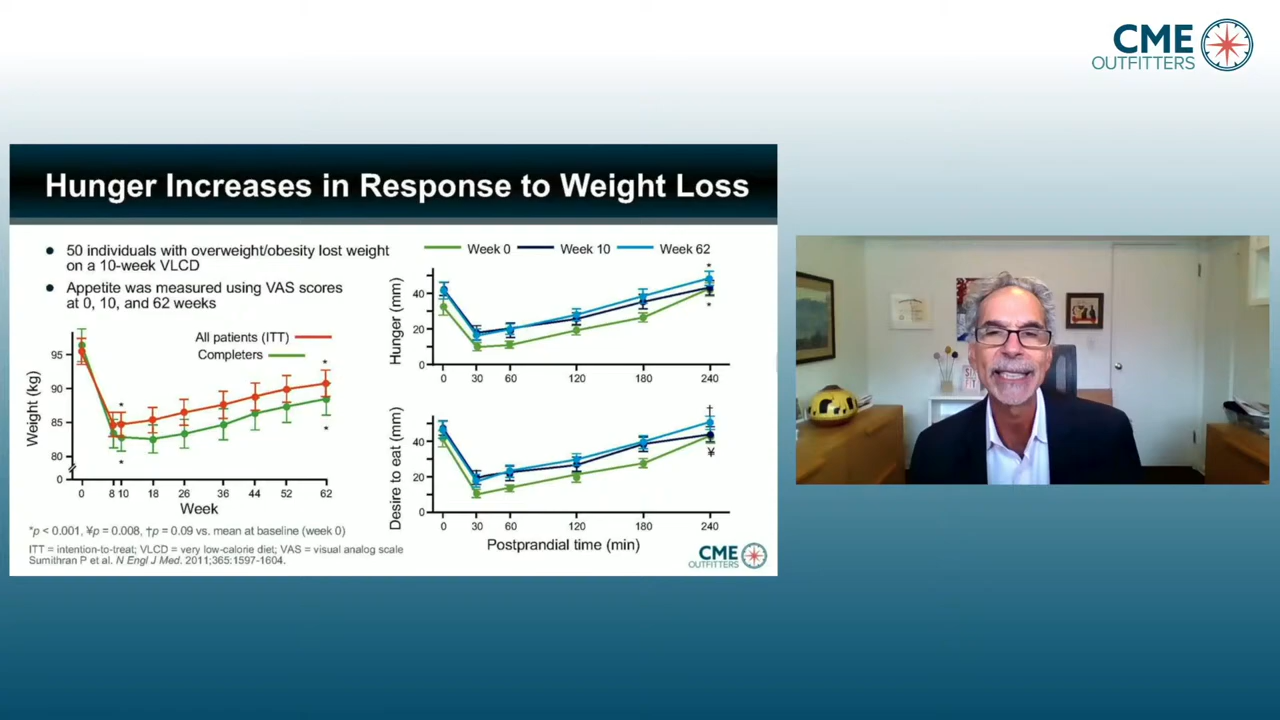 CME
OUTFITTERS
Hunger Increases in Response to Weight Loss
• 50 individuals with overweight/obesity lost weight
on a 10-week VLCD
• Appetite was measured using VAS scores
at 0, 10, and 62 weeks
All patients (ITT)
Completers
Weight (kg)
95
90
85
80
0
*
*
*
*
0 8 10 18 26 36 44 52 62
Week
Week 0 Week 10 Week 62
Hunger (mm)
40
20
0
*
*
0 30 60 120 180 240
Desire to eat (mm)
40
20
0
†
¥
0 30 60 120 180 240
Postprandial time (min)
*p < 0.001, ¥p = 0.008, †p = 0.09 vs. mean at baseline (week 0)
ITT = intention-to-treat; VLCD = very low-calorie diet; VAS = visual analog scale
Sumithran P et al. N Engl J Med. 2011;365:1597-1604.
CME
OUTFITTERS